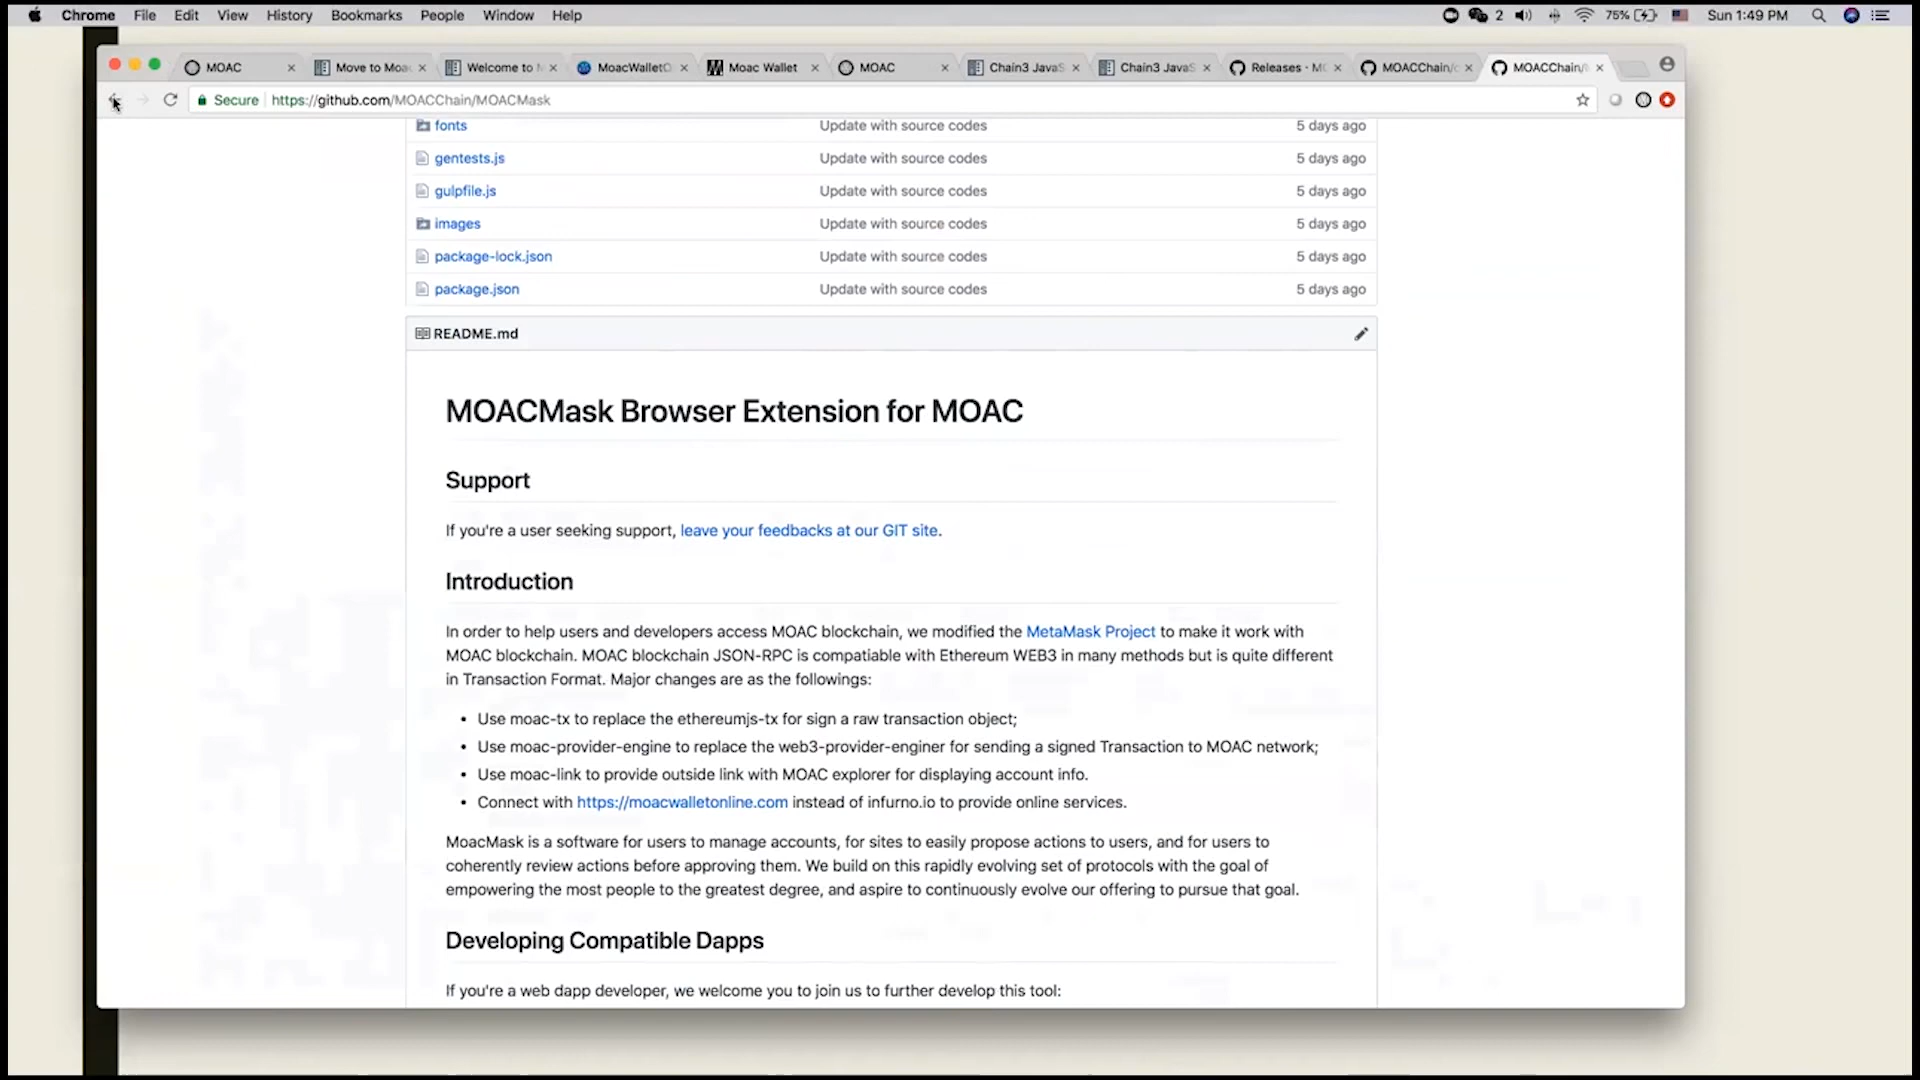 Chrome File Edit View History Bookmarks People Window Help 2 75% Sun 1:49 PM
MOAC Move to Moa Welcome to M MoacWalletO Moac Wallet MOAC Chain3 JavaS Chain3 JavaS Releases · MO MOACChain/c MOACChain/
Secure https://github.com/MOACChain/MOACMask
fonts Update with source codes 5 days ago
gentests.js Update with source codes 5 days ago
gulpfile.js Update with source codes 5 days ago
images Update with source codes 5 days ago
package-lock.json Update with source codes 5 days ago
package.json Update with source codes 5 days ago
README.md
MOACMask Browser Extension for MOAC
Support
If you're a user seeking support, leave your feedbacks at our GIT site.
Introduction
In order to help users and developers access MOAC blockchain, we modified the MetaMask Project to make it work with
MOAC blockchain. MOAC blockchain JSON-RPC is compatiable with Ethereum WEB3 in many methods but is quite different
in Transaction Format. Major changes are as the followings:
• Use moac-tx to replace the ethereumjs-tx for sign a raw transaction object;
• Use moac-provider-engine to replace the web3-provider-enginer for sending a signed Transaction to MOAC network;
• Use moac-link to provide outside link with MOAC explorer for displaying account info.
• Connect with https://moacwalletonline.com instead of infurno.io to provide online services.
MoacMask is a software for users to manage accounts, for sites to easily propose actions to users, and for users to
coherently review actions before approving them. We build on this rapidly evolving set of protocols with the goal of
empowering the most people to the greatest degree, and aspire to continuously evolve our offering to pursue that goal.
Developing Compatible Dapps
If you're a web dapp developer, we welcome you to join us to further develop this tool: